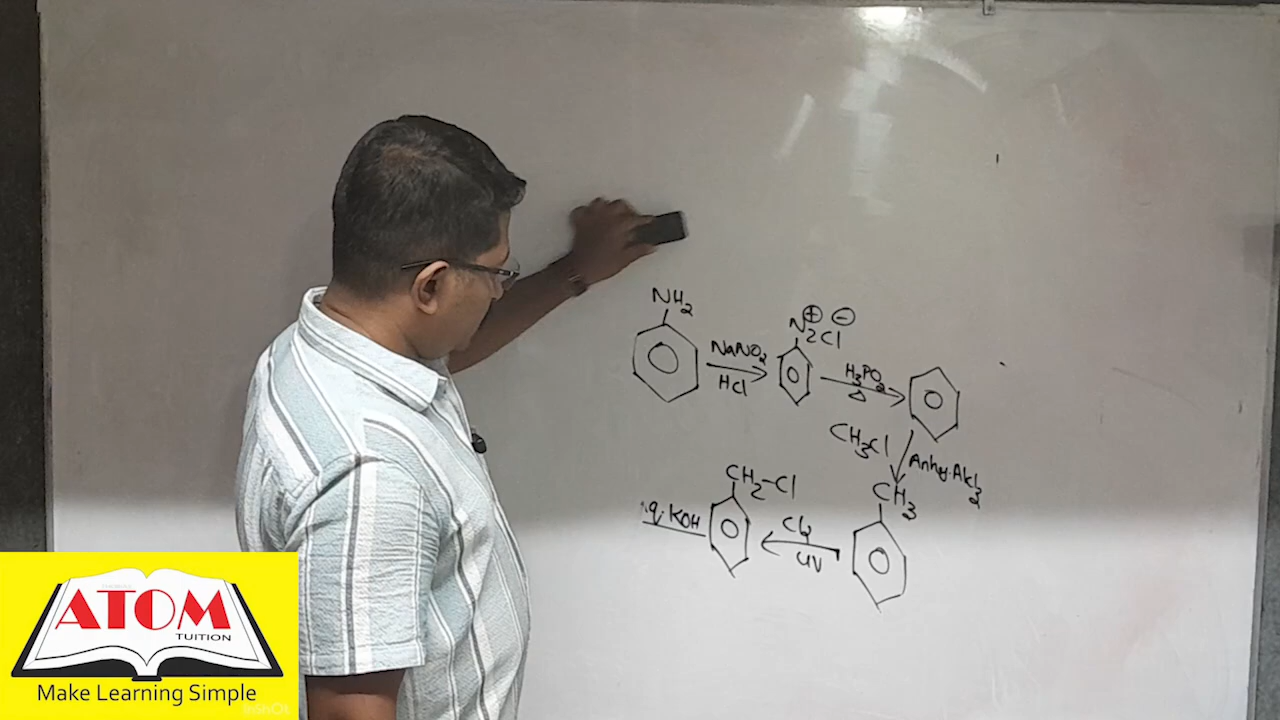 NH2
NaNO2
HCl
N2⊕Cl⊖
H3PO2
Δ
CH3Cl
Anhy.AlCl3
CH3
Cl2
UV
CH2-Cl
q.KOH
ATOM
TUITION
Make Learning Simple
InShOt